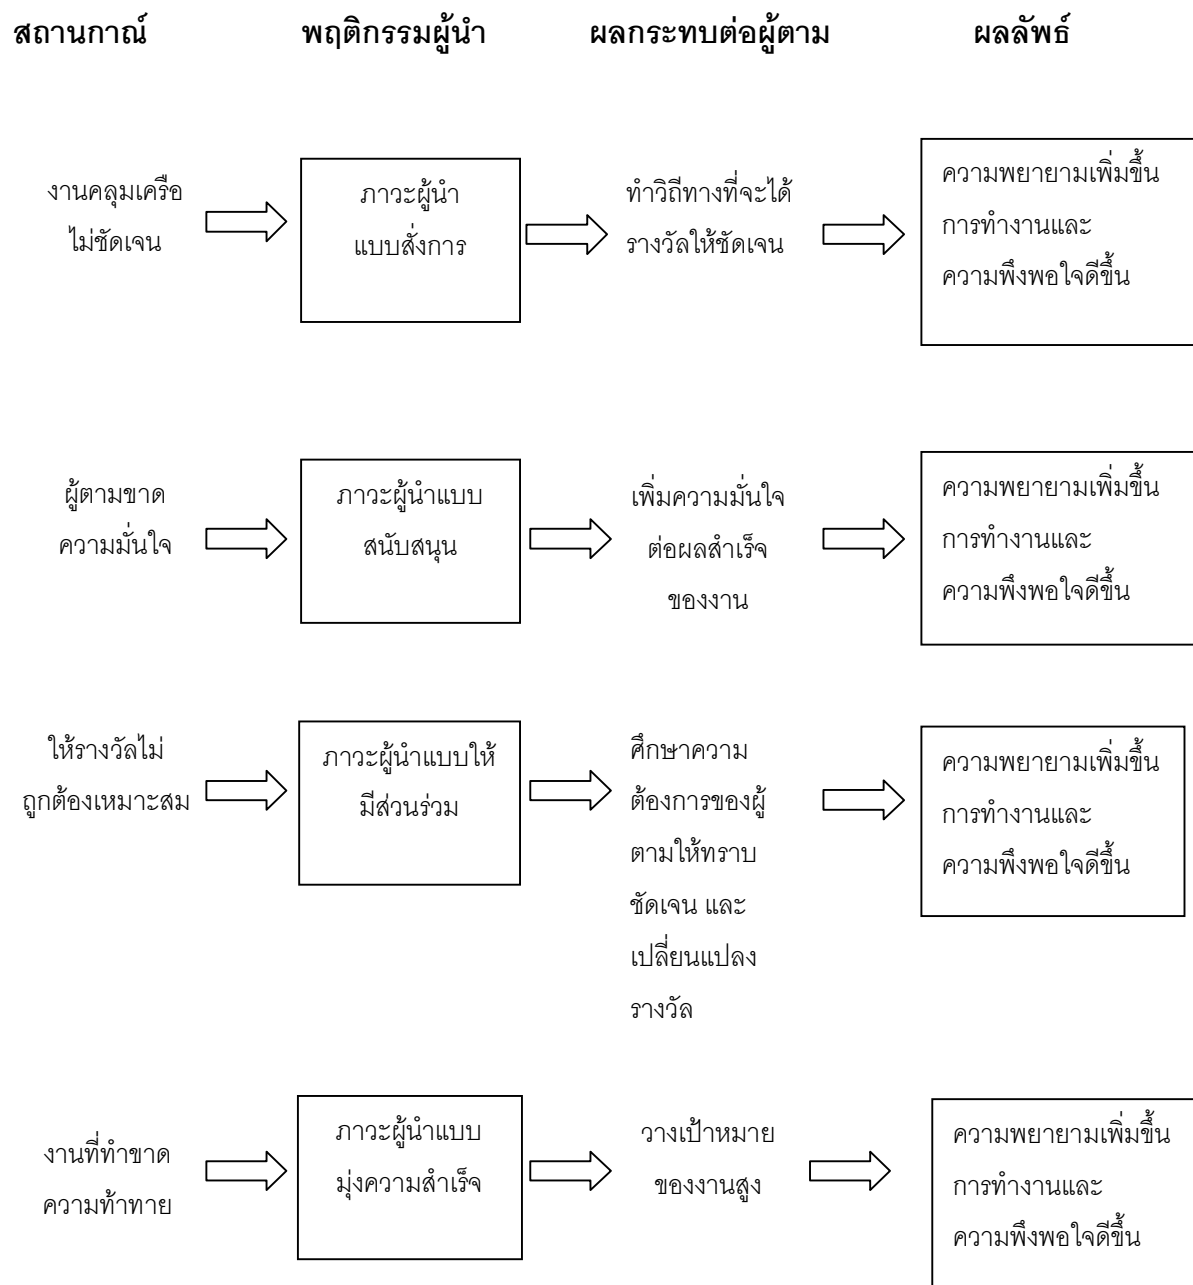 สถานกาณ์ พฤติกรรมผู้นำ ผลกระทบต่อผู้ตาม ผลลัพธ์
งานคลุมเครือ
ไม่ชัดเจน
ภาวะผู้นำ
แบบสั่งการ
ทำวิถีทางที่จะได้
รางวัลให้ชัดเจน
ความพยายามเพิ่มขึ้น
การทำงานและ
ความพึงพอใจดีขึ้น
ผู้ตามขาด
ความมั่นใจ
ภาวะผู้นำแบบ
สนับสนุน
เพิ่มความมั่นใจ
ต่อผลสำเร็จ
ของงาน
ความพยายามเพิ่มขึ้น
การทำงานและ
ความพึงพอใจดีขึ้น
ให้รางวัลไม่
ถูกต้องเหมาะสม
ภาวะผู้นำแบบให้
มีส่วนร่วม
ศึกษาความ
ต้องการของผู้
ตามให้ทราบ
ชัดเจน และ
เปลี่ยนแปลง
รางวัล
ความพยายามเพิ่มขึ้น
การทำงานและ
ความพึงพอใจดีขึ้น
งานที่ทำขาด
ความท้าทาย
ภาวะผู้นำแบบ
มุ่งความสำเร็จ
วางเป้าหมาย
ของงานสูง
ความพยายามเพิ่มขึ้น
การทำงานและ
ความพึงพอใจดีขึ้น